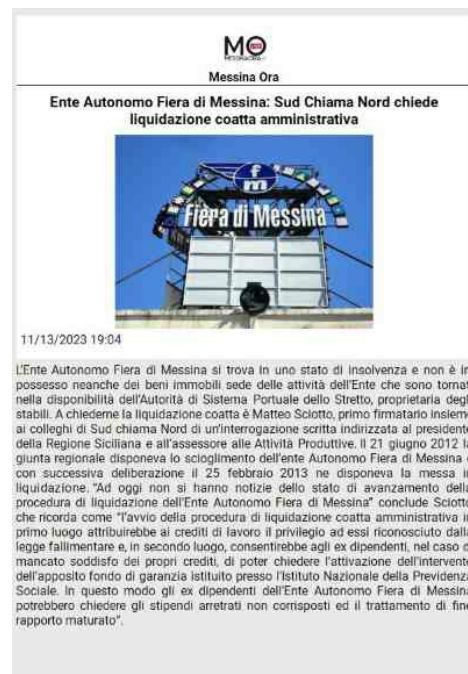 MO
Messina Ora
Ente Autonomo Fiera di Messina: Sud Chiama Nord chiede
liquidazione coatta amministrativa
fm
Fiera di Messina
11/13/2023 19:04
L'Ente Autonomo Fiera di Messina si trova in uno stato di insolvenza e non è in
possesso neanche dei beni immobili sede delle attività dell'Ente che sono tornat
nella disponibilità dell'Autorità di Sistema Portuale dello Stretto, proprietaria degl
stabili. A chiederne la liquidazione coatta è Matteo Sciotto, primo firmatario insiem
ai colleghi di Sud chiama Nord di un'interrogazione scritta indirizzata al presidente
della Regione Siciliana e all'assessore alle Attività Produttive. Il 21 giugno 2012 la
giunta regionale disponeva lo scioglimento dell'ente Autonomo Fiera di Messina e
con successiva deliberazione il 25 febbraio 2013 ne disponeva la messa in
liquidazione. "Ad oggi non si hanno notizie dello stato di avanzamento della
procedura di liquidazione dell'Ente Autonomo Fiera di Messina" conclude Sciotto
che ricorda come "l'avvio della procedura di liquidazione coatta amministrativa in
primo luogo attribuirebbe ai crediti di lavoro il privilegio ad essi riconosciuto dalla
legge fallimentare e, in secondo luogo, consentirebbe agli ex dipendenti, nel caso d
mancato soddisfo dei propri crediti, di poter chiedere l'attivazione dell'intervento
dell'apposito fondo di garanzia istituito presso l'Istituto Nazionale della Previdenza
Sociale. In questo modo gli ex dipendenti dell'Ente Autonomo Fiera di Messina
potrebbero chiedere gli stipendi arretrati non corrisposti ed il trattamento di fine
rapporto maturato".